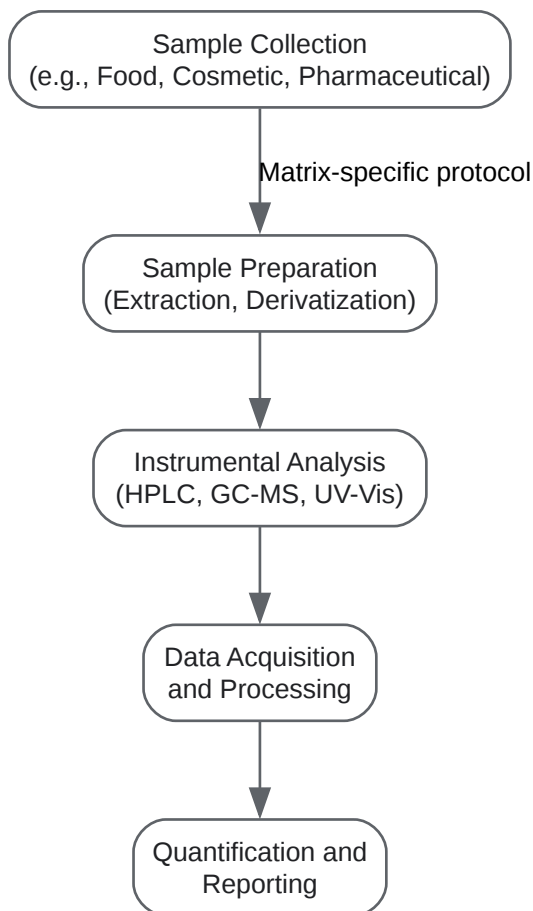 Sample Collection
(e.g., Food, Cosmetic, Pharmaceutical)
Matrix-specific protocol
Sample Preparation
(Extraction, Derivatization)
Instrumental Analysis
(HPLC, GC-MS, UV-Vis)
Data Acquisition
and Processing
Quantification and
Reporting